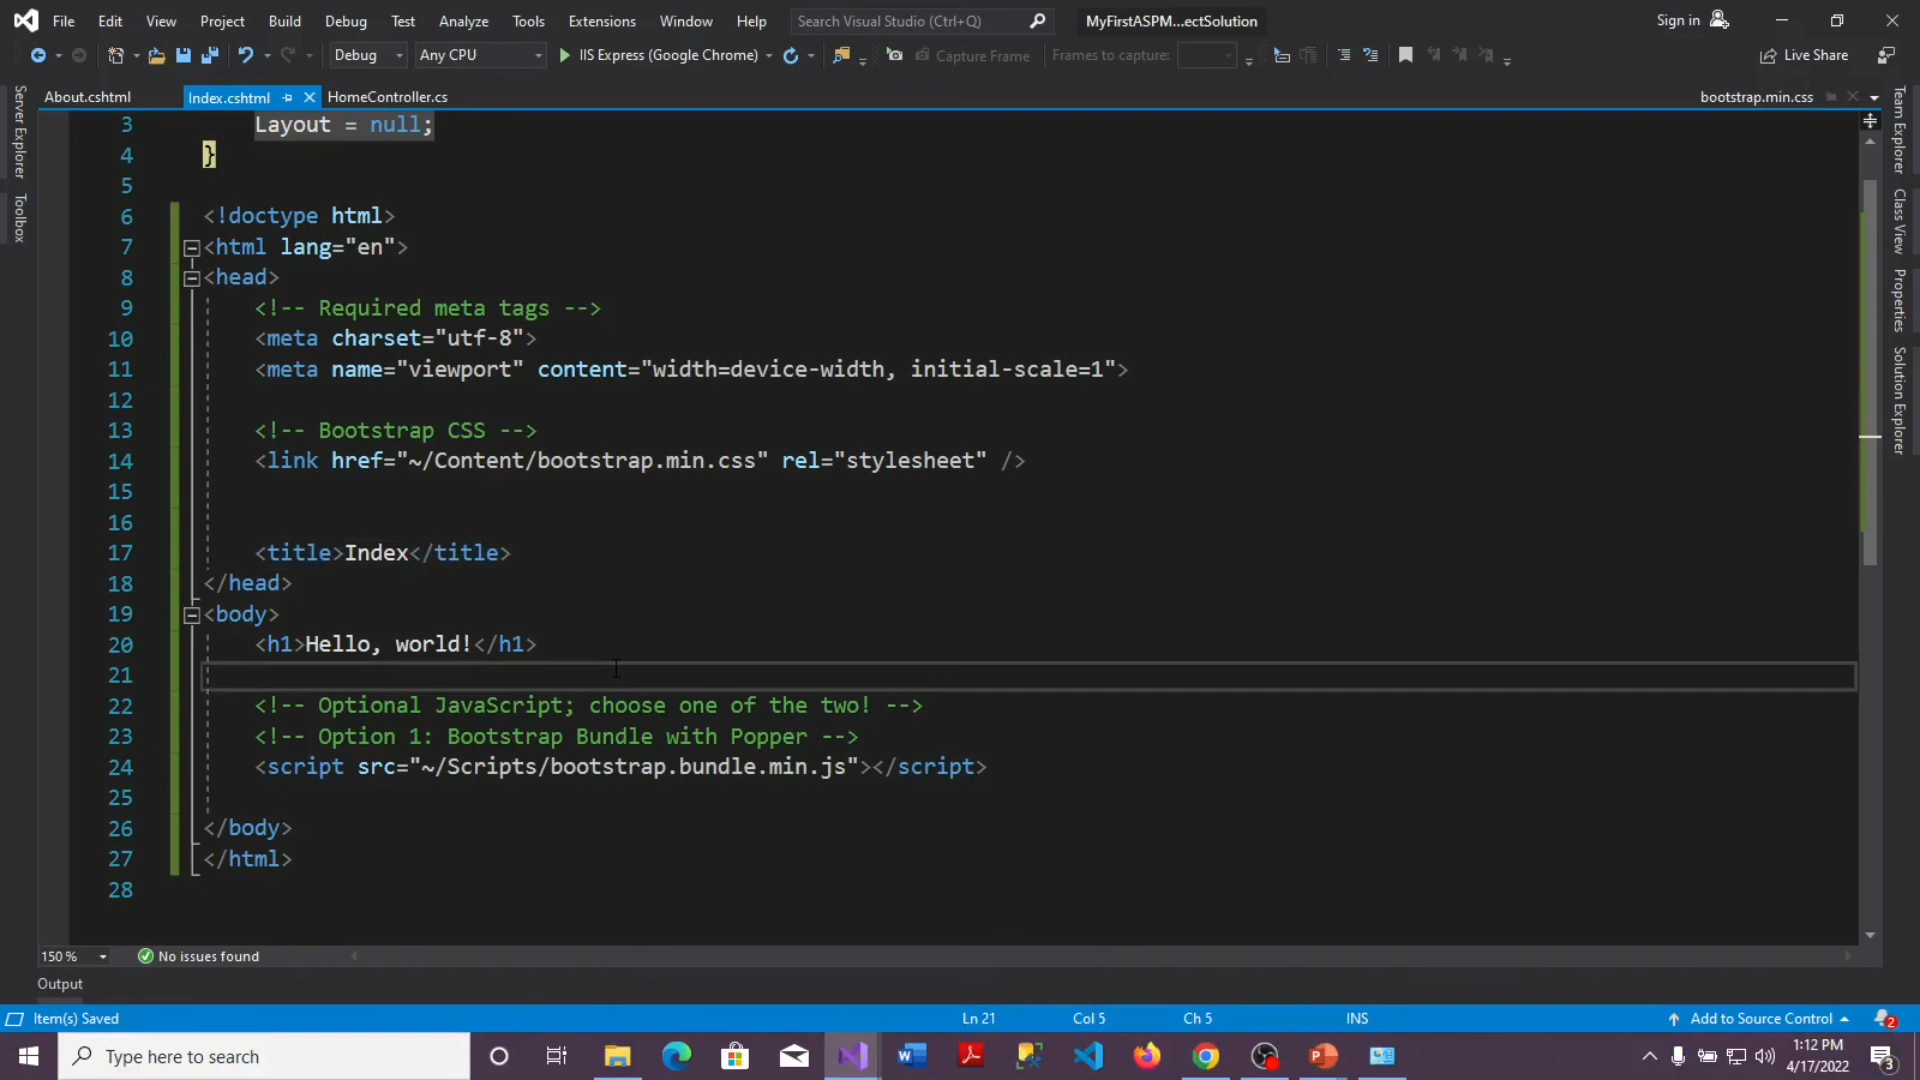 File Edit View Project Build Debug Test Analyze Tools Extensions Window Help Search Visual Studio (Ctrl+Q) MyFirstASPM...ectSolution Sign in
Debug Any CPU IIS Express (Google Chrome) Capture Frame Frames to capture: Live Share
About.cshtml Index.cshtml HomeController.cs bootstrap.min.css
Server Explorer
Toolbox
Team Explorer
Class View
Properties
Solution Explorer
3 Layout = null;
4 }
5
6 <!doctype html>
7 <html lang="en">
8 <head>
9 <!-- Required meta tags -->
10 <meta charset="utf-8">
11 <meta name="viewport" content="width=device-width, initial-scale=1">
12
13 <!-- Bootstrap CSS -->
14 <link href="~/Content/bootstrap.min.css" rel="stylesheet" />
15
16
17 <title>Index</title>
18 </head>
19 <body>
20 <h1>Hello, world!</h1>
21
22 <!-- Optional JavaScript; choose one of the two! -->
23 <!-- Option 1: Bootstrap Bundle with Popper -->
24 <script src="~/Scripts/bootstrap.bundle.min.js"></script>
25
26 </body>
27 </html>
28
150 % No issues found
Output
Item(s) Saved Ln 21 Col 5 Ch 5 INS Add to Source Control 2
Type here to search 1:12 PM
4/17/2022 3